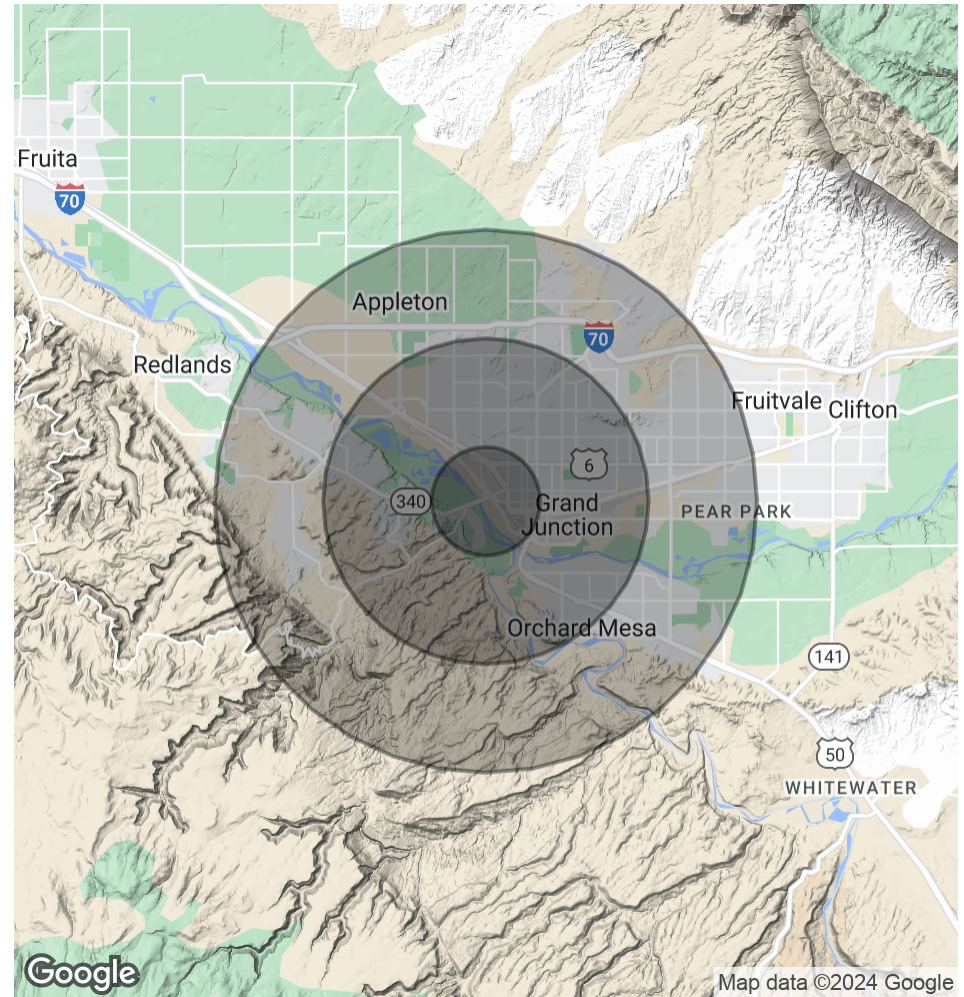 Fruita
70
Appleton
70
Redlands
Fruitvale
Clifton
6
340
Grand
Junction
PEAR PARK
Orchard Mesa
141
50
WHITEWATER
Google
Map data ©2024 Google